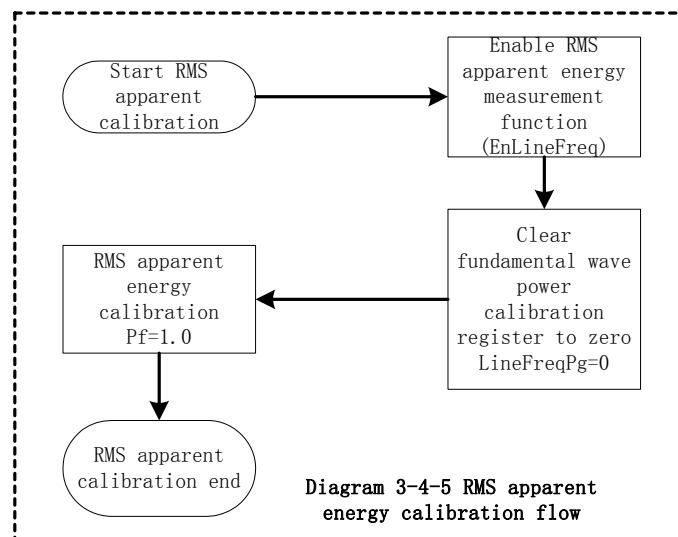 Start RMS
apparent
calibration
Enable RMS
apparent energy
measurement
function
(EnLineFreq)
Clear
fundamental wave
power
calibration
register to zero
LineFreqPg=0
RMS apparent
energy
calibration
Pf=1.0
RMS apparent
calibration end
Diagram 3-4-5 RMS apparent
energy calibration flow